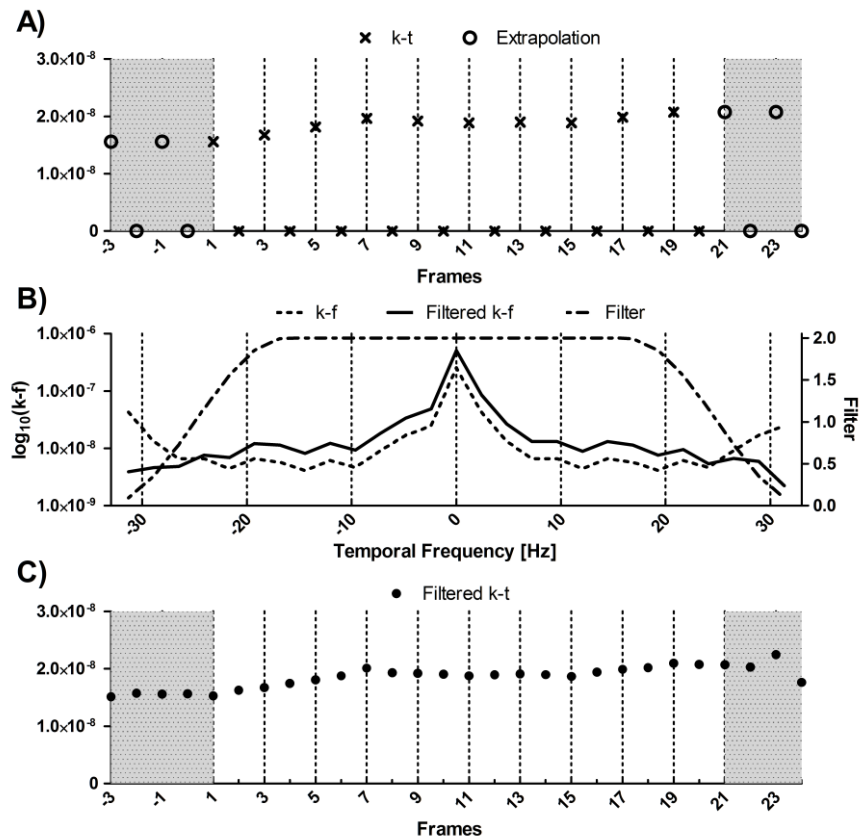 A)
k-t Extrapolation
3.0×10⁻⁸
2.0×10⁻⁸
1.0×10⁻⁸
0
-3 -1 1 3 5 7 9 11 13 15 17 19 21 23
Frames
B)
k-f Filtered k-f Filter
1.0×10⁻⁶
1.0×10⁻⁷
1.0×10⁻⁸
1.0×10⁻⁹
log₁₀(k-f)
2.0
1.5
1.0
0.5
0.0
Filter
-30 -20 -10 0 10 20 30
Temporal Frequency [Hz]
C)
Filtered k-t
3.0×10⁻⁸
2.0×10⁻⁸
1.0×10⁻⁸
0
-3 -1 1 3 5 7 9 11 13 15 17 19 21 23
Frames